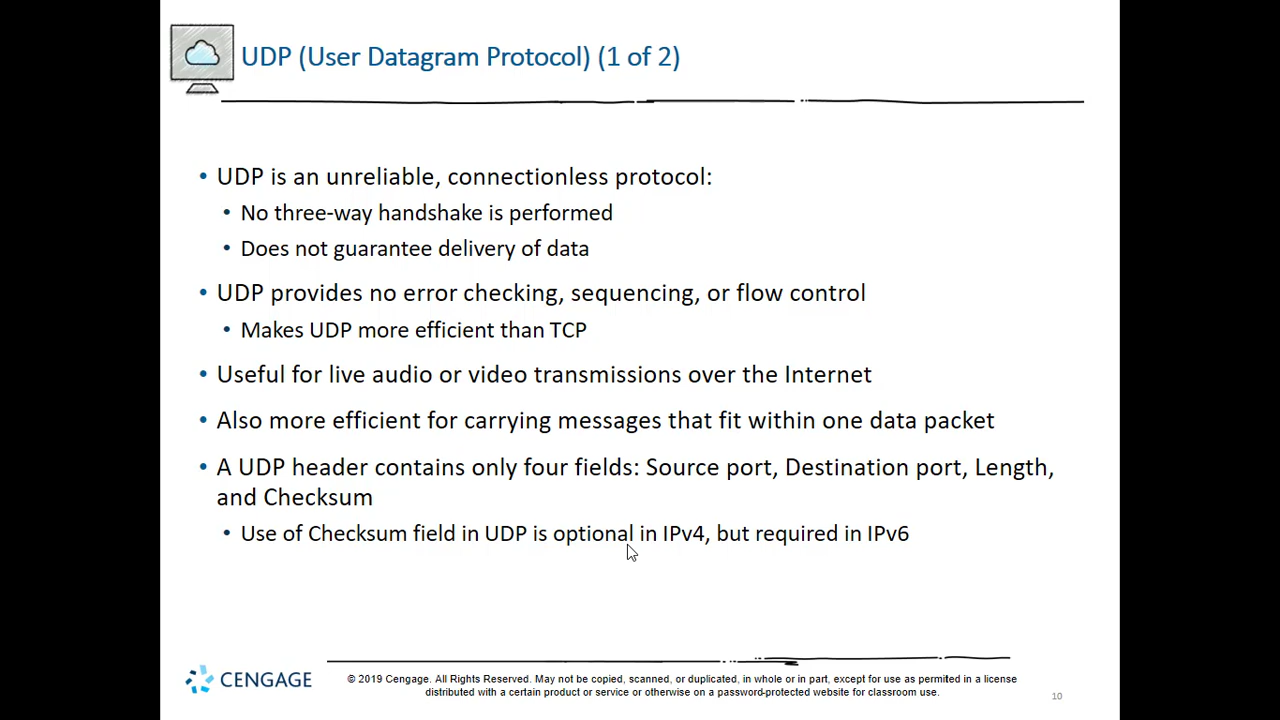 UDP (User Datagram Protocol) (1 of 2)
• UDP is an unreliable, connectionless protocol:
• No three-way handshake is performed
• Does not guarantee delivery of data
• UDP provides no error checking, sequencing, or flow control
• Makes UDP more efficient than TCP
• Useful for live audio or video transmissions over the Internet
• Also more efficient for carrying messages that fit within one data packet
• A UDP header contains only four fields: Source port, Destination port, Length,
and Checksum
• Use of Checksum field in UDP is optional in IPv4, but required in IPv6
CENGAGE
© 2019 Cengage. All Rights Reserved. May not be copied, scanned, or duplicated, in whole or in part, except for use as permitted in a license
distributed with a certain product or service or otherwise on a password-protected website for classroom use.
10